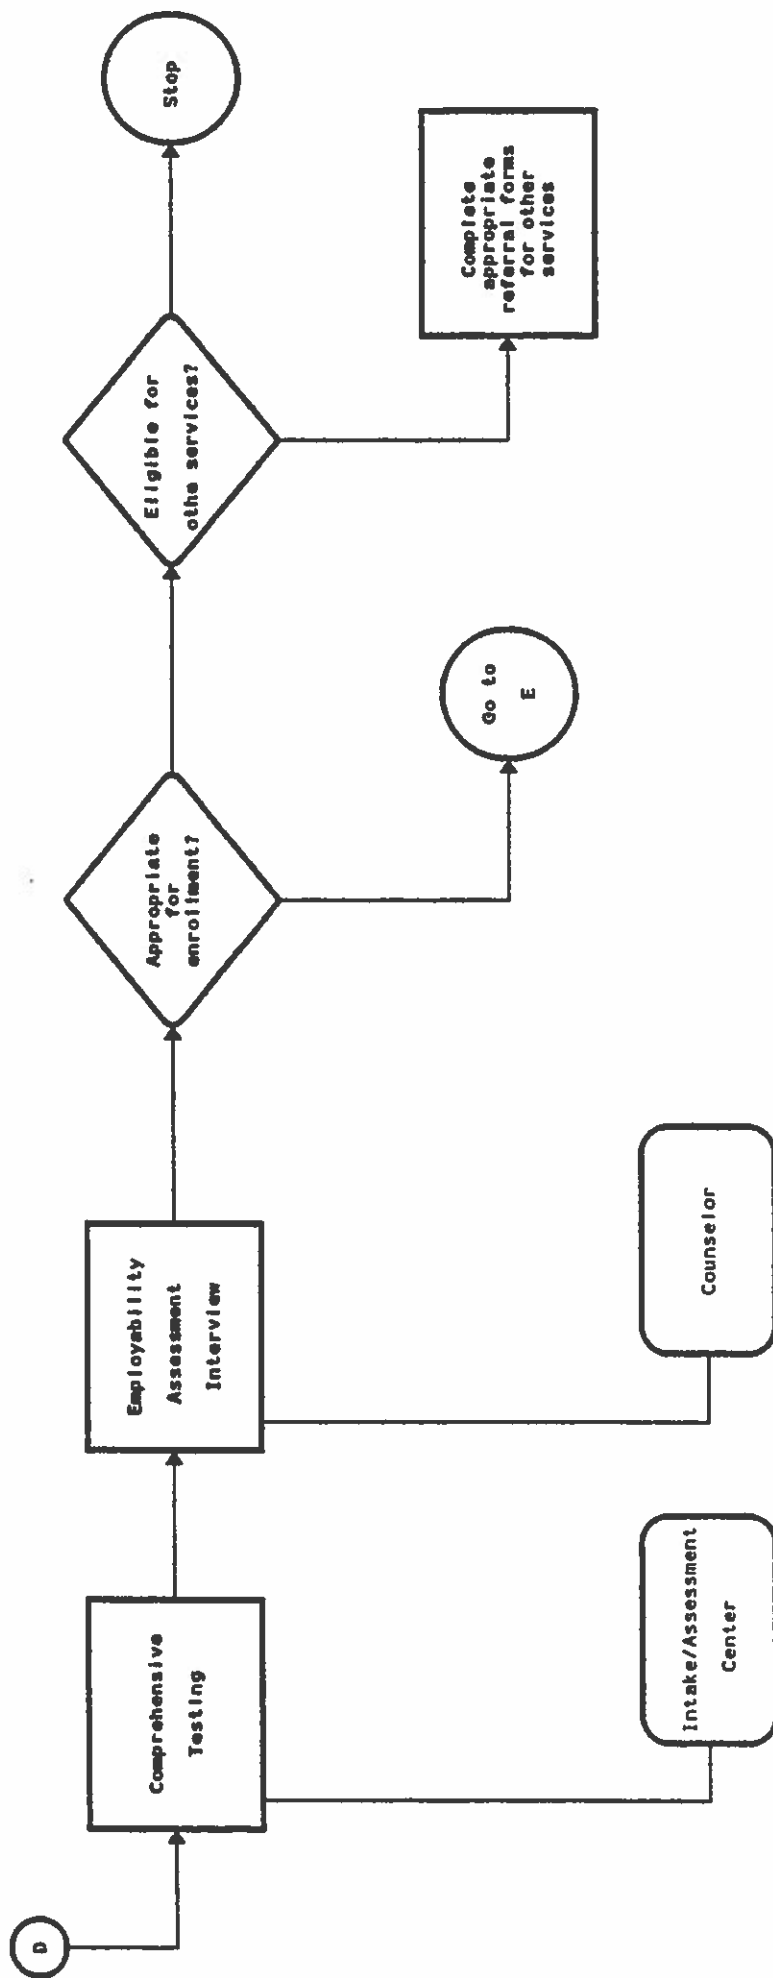 D
Comprehensive
Testing
Intake/Assessment
Center
Employability
Assessment
Interview
Counselor
Appropriate
for
enrollment?
Go to
E
Eligible for
othe services?
Complete
appropriate
referral forms
for other
services
Stop